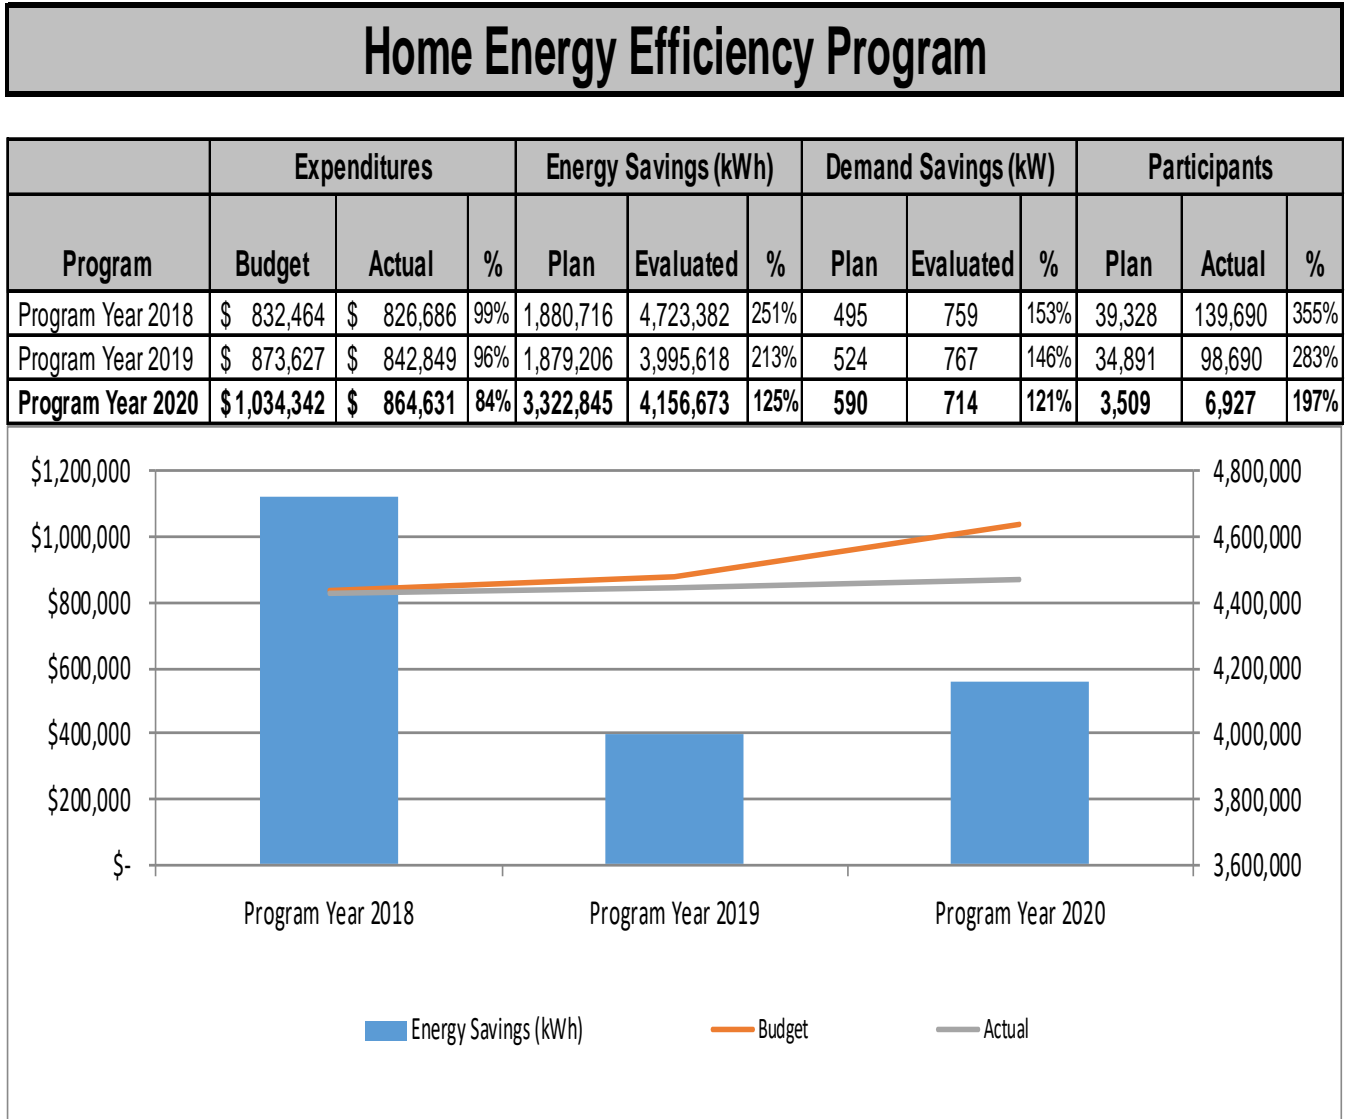 Home Energy Efficiency Program
Expenditures Energy Savings (kWh) Demand Savings (kW) Participants
Program Budget Actual % Plan Evaluated % Plan Evaluated % Plan Actual %
Program Year 2018 $ 832,464 $ 826,686 99% 1,880,716 4,723,382 251% 495 759 153% 39,328 139,690 355%
Program Year 2019 $ 873,627 $ 842,849 96% 1,879,206 3,995,618 213% 524 767 146% 34,891 98,690 283%
Program Year 2020 $1,034,342 $ 864,631 84% 3,322,845 4,156,673 125% 590 714 121% 3,509 6,927 197%
$1,200,000 4,800,000
$1,000,000 4,600,000
$800,000 4,400,000
$600,000 4,200,000
$400,000 4,000,000
$200,000 3,800,000
$- 3,600,000
Program Year 2018 Program Year 2019 Program Year 2020
Energy Savings (kWh) Budget Actual